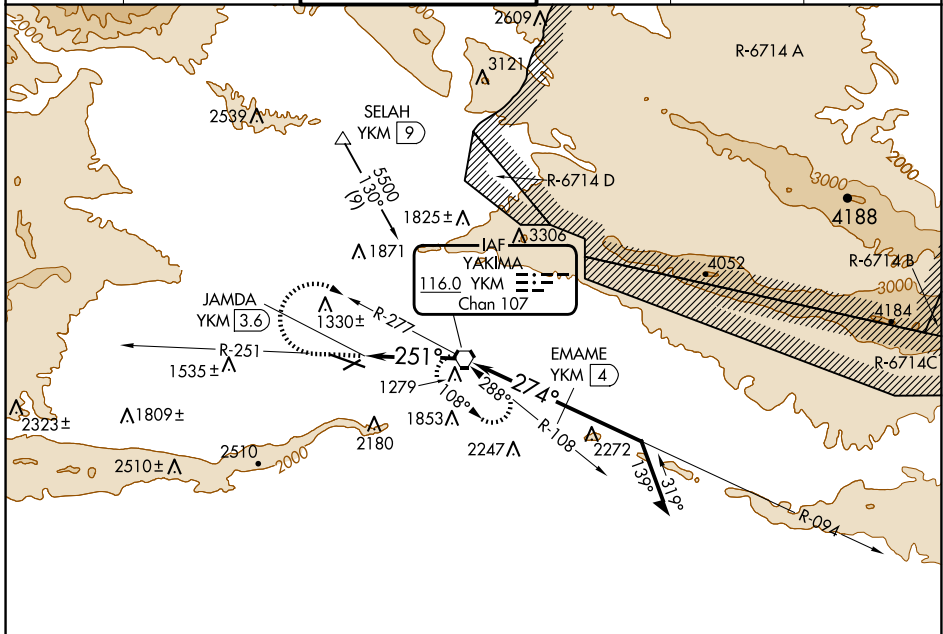 2609
R-6714 A
3121
SELAH
YKM 9
2539
2000
5500
130°
(9)
R-6714 D
3000
4188
1825±
3306
1871
IAF
YAKIMA
116.0 YKM
Chan 107
4052
R-6714 B
3000
4184
JAMDA
YKM 3.6
1330±
R-277
R-251
251°
EMAME
YKM 4
R-6714C
1535±
1279
288°
274°
108°
2323±
1809±
1853
R-108
2180
2247
2272
2510±
2510
2000
139°
319°
R-094